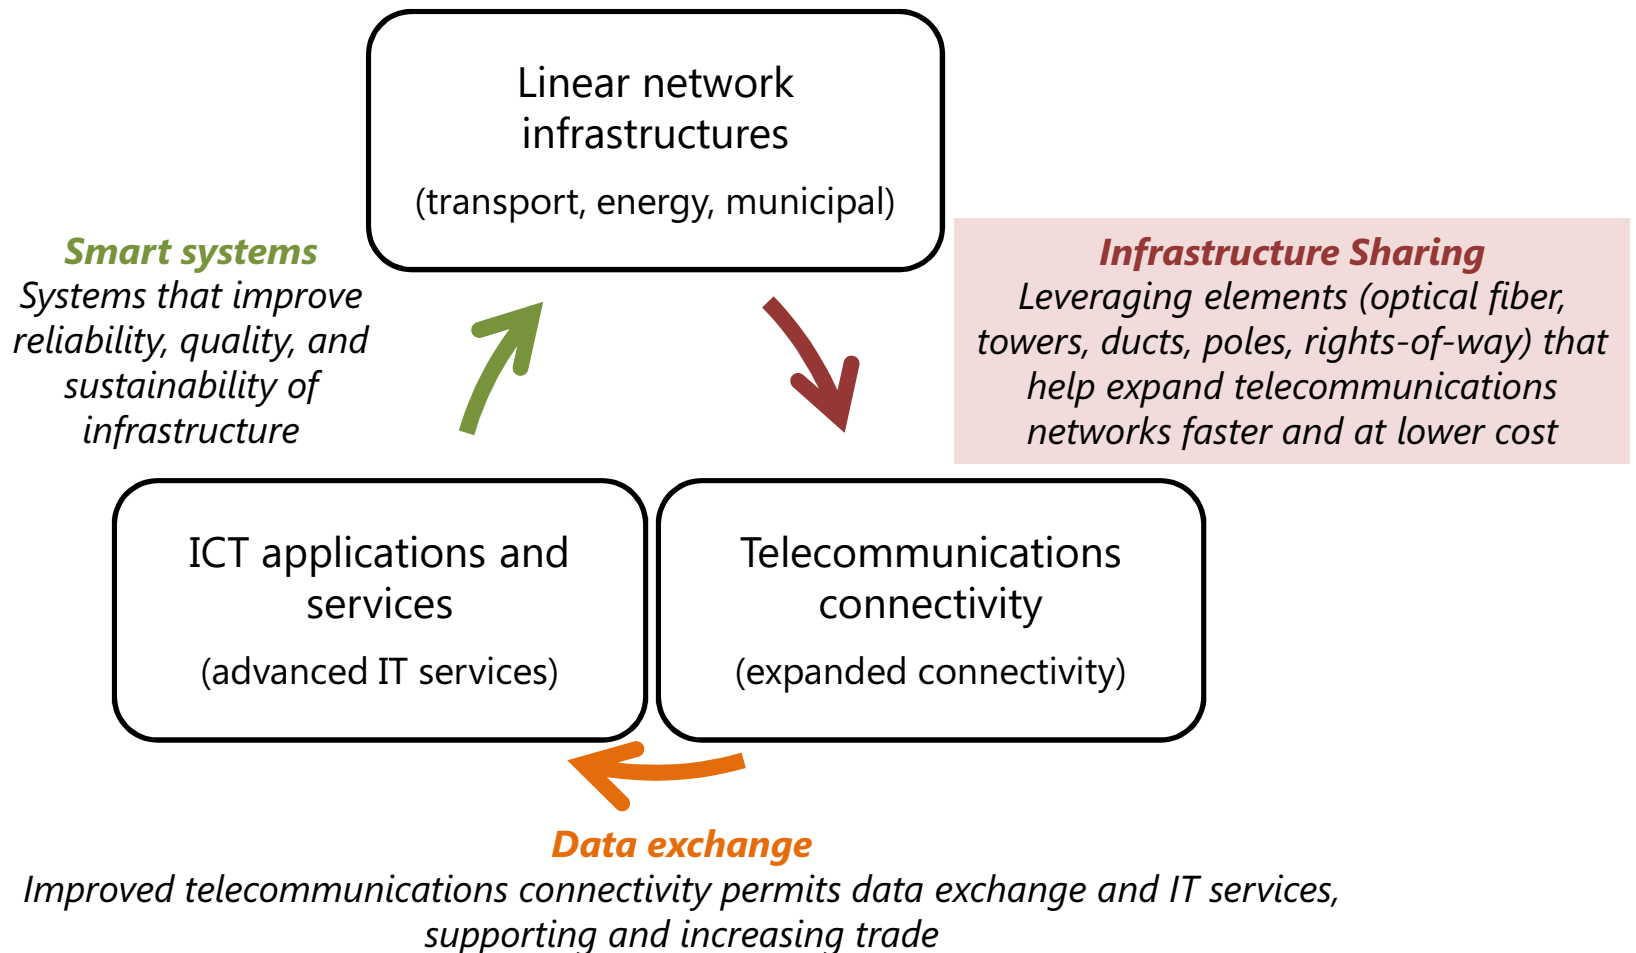 Linear network
infrastructures
(transport, energy, municipal)
Smart systems
Systems that improve
reliability, quality, and
sustainability of
infrastructure
Infrastructure Sharing
Leveraging elements (optical fiber,
towers, ducts, poles, rights-of-way) that
help expand telecommunications
networks faster and at lower cost
ICT applications and
services
(advanced IT services)
Telecommunications
connectivity
(expanded connectivity)
Data exchange
Improved telecommunications connectivity permits data exchange and IT services,
supporting and increasing trade